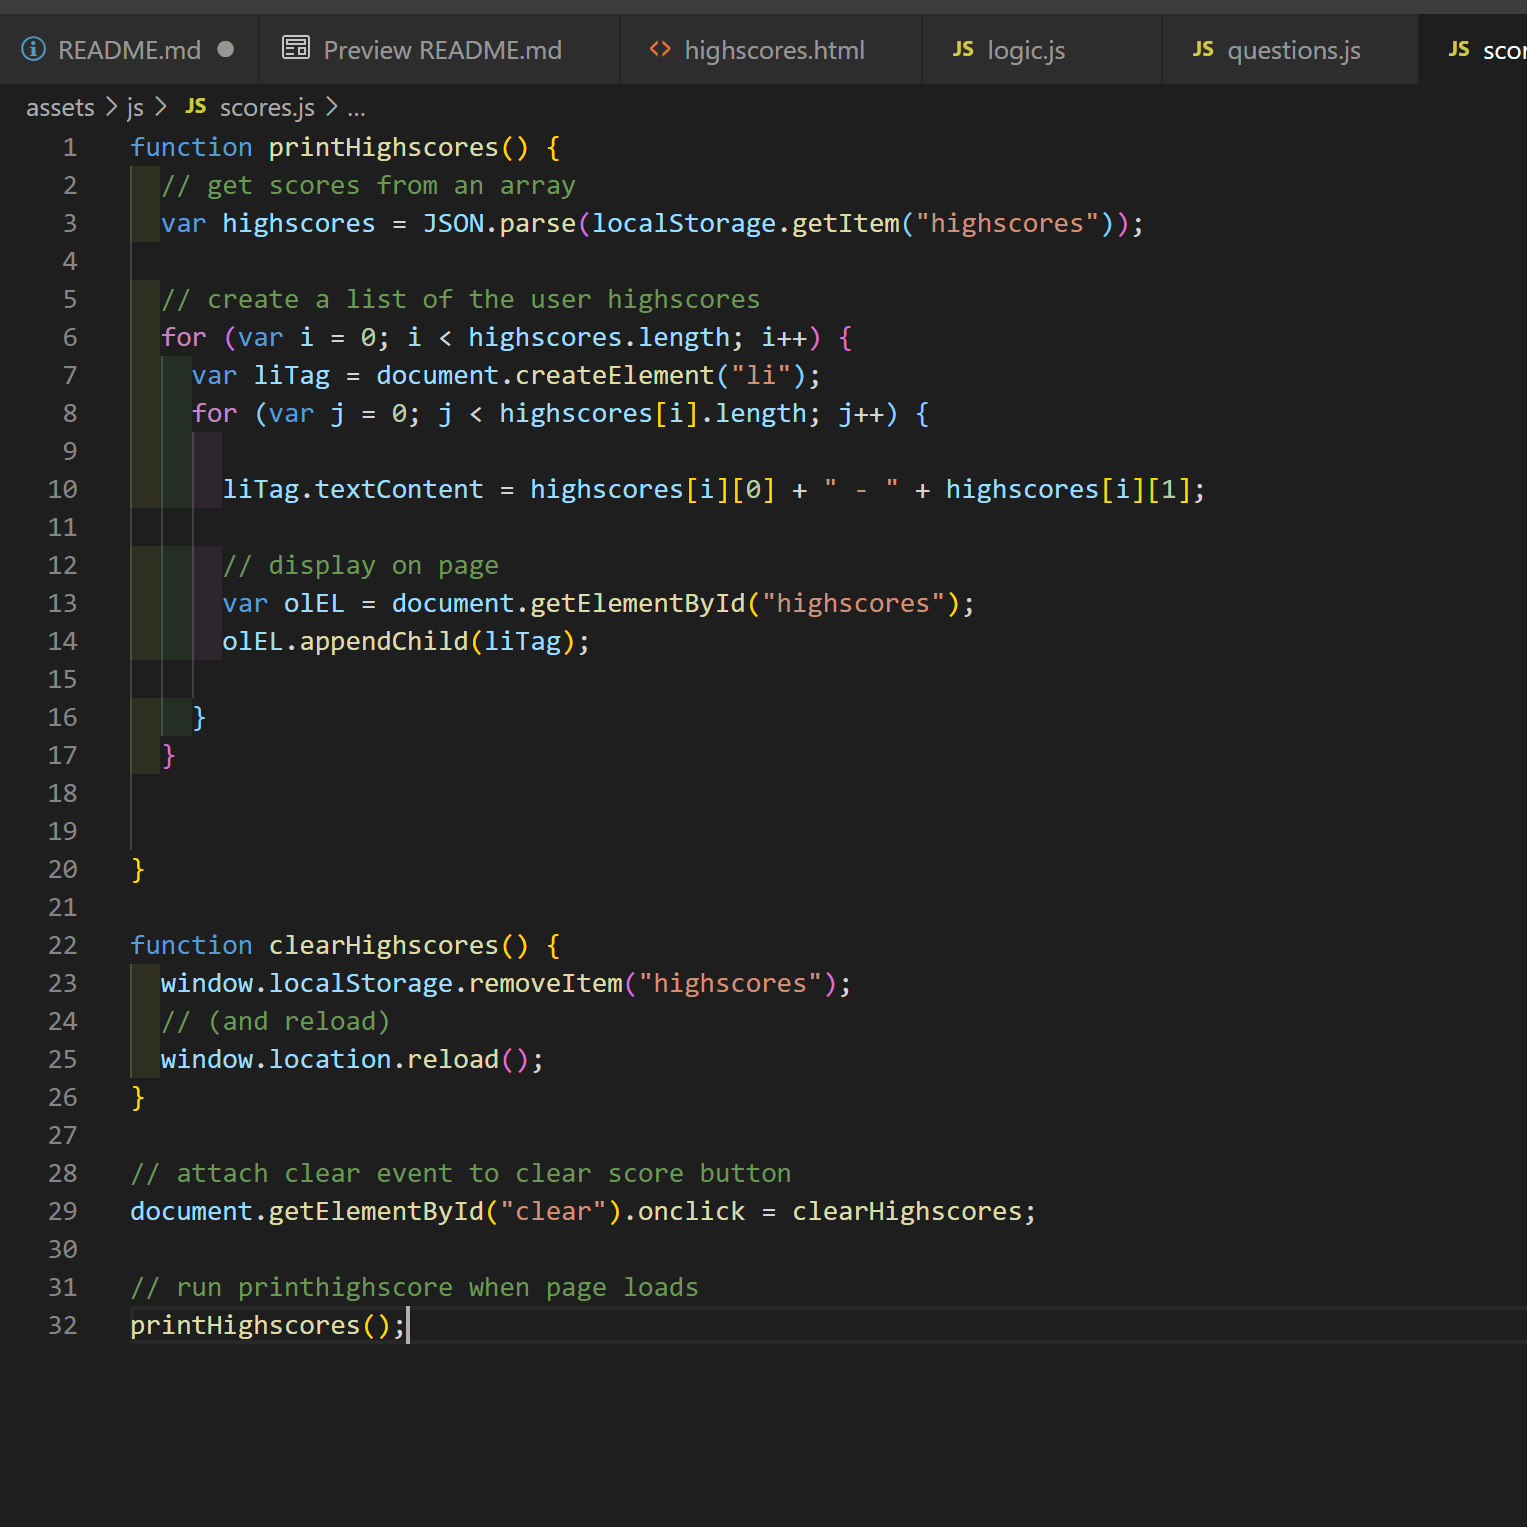 README.md ● Preview README.md <> highscores.html JS logic.js JS questions.js JS
assets > js > JS scores.js > ...
1 function printHighscores() {
2   // get scores from an array
3   var highscores = JSON.parse(localStorage.getItem("highscores"));
4
5   // create a list of the user highscores
6   for (var i = 0; i < highscores.length; i++) {
7     var liTag = document.createElement("li");
8     for (var j = 0; j < highscores[i].length; j++) {
9
10       liTag.textContent = highscores[i][0] + " - " + highscores[i][1];
11
12       // display on page
13       var olEL = document.getElementById("highscores");
14       olEL.appendChild(liTag);
15
16     }
17   }
18
19
20 }
21
22 function clearHighscores() {
23   window.localStorage.removeItem("highscores");
24   // (and reload)
25   window.location.reload();
26 }
27
28 // attach clear event to clear score button
29 document.getElementById("clear").onclick = clearHighscores;
30
31 // run printhighscore when page loads
32 printHighscores();